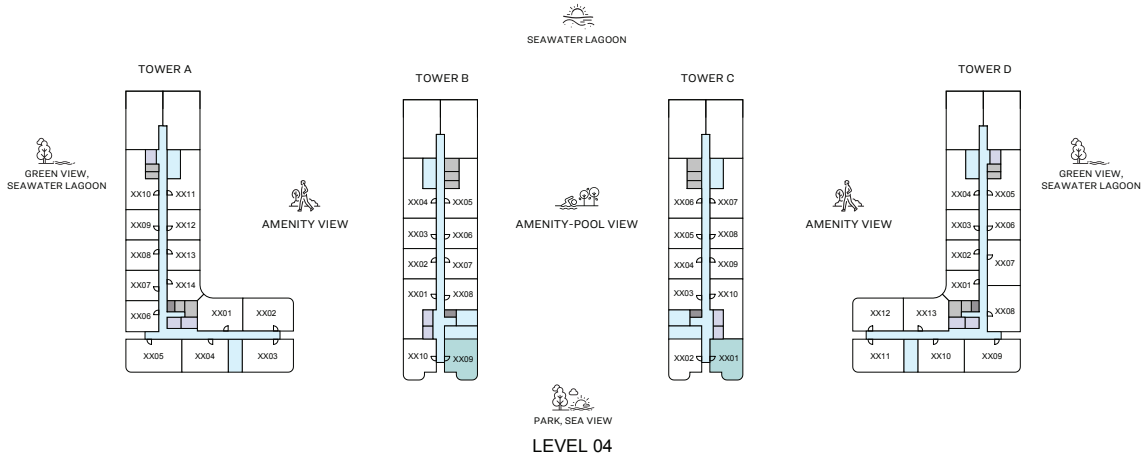 SEAWATER LAGOON
TOWER A
TOWER B
TOWER C
TOWER D
GREEN VIEW,
SEAWATER LAGOON
AMENITY VIEW
AMENITY-POOL VIEW
AMENITY VIEW
GREEN VIEW,
SEAWATER LAGOON
XX10 XX11
XX09 XX12
XX08 XX13
XX07 XX14
XX06 XX01 XX02
XX05 XX04 XX03
XX04 XX05
XX03 XX06
XX02 XX07
XX01 XX08
XX10 XX09
XX06 XX07
XX05 XX08
XX04 XX09
XX03 XX10
XX02 XX01
XX04 XX05
XX03 XX06
XX02 XX07
XX01
XX12 XX13 XX08
XX11 XX10 XX09
PARK, SEA VIEW
LEVEL 04